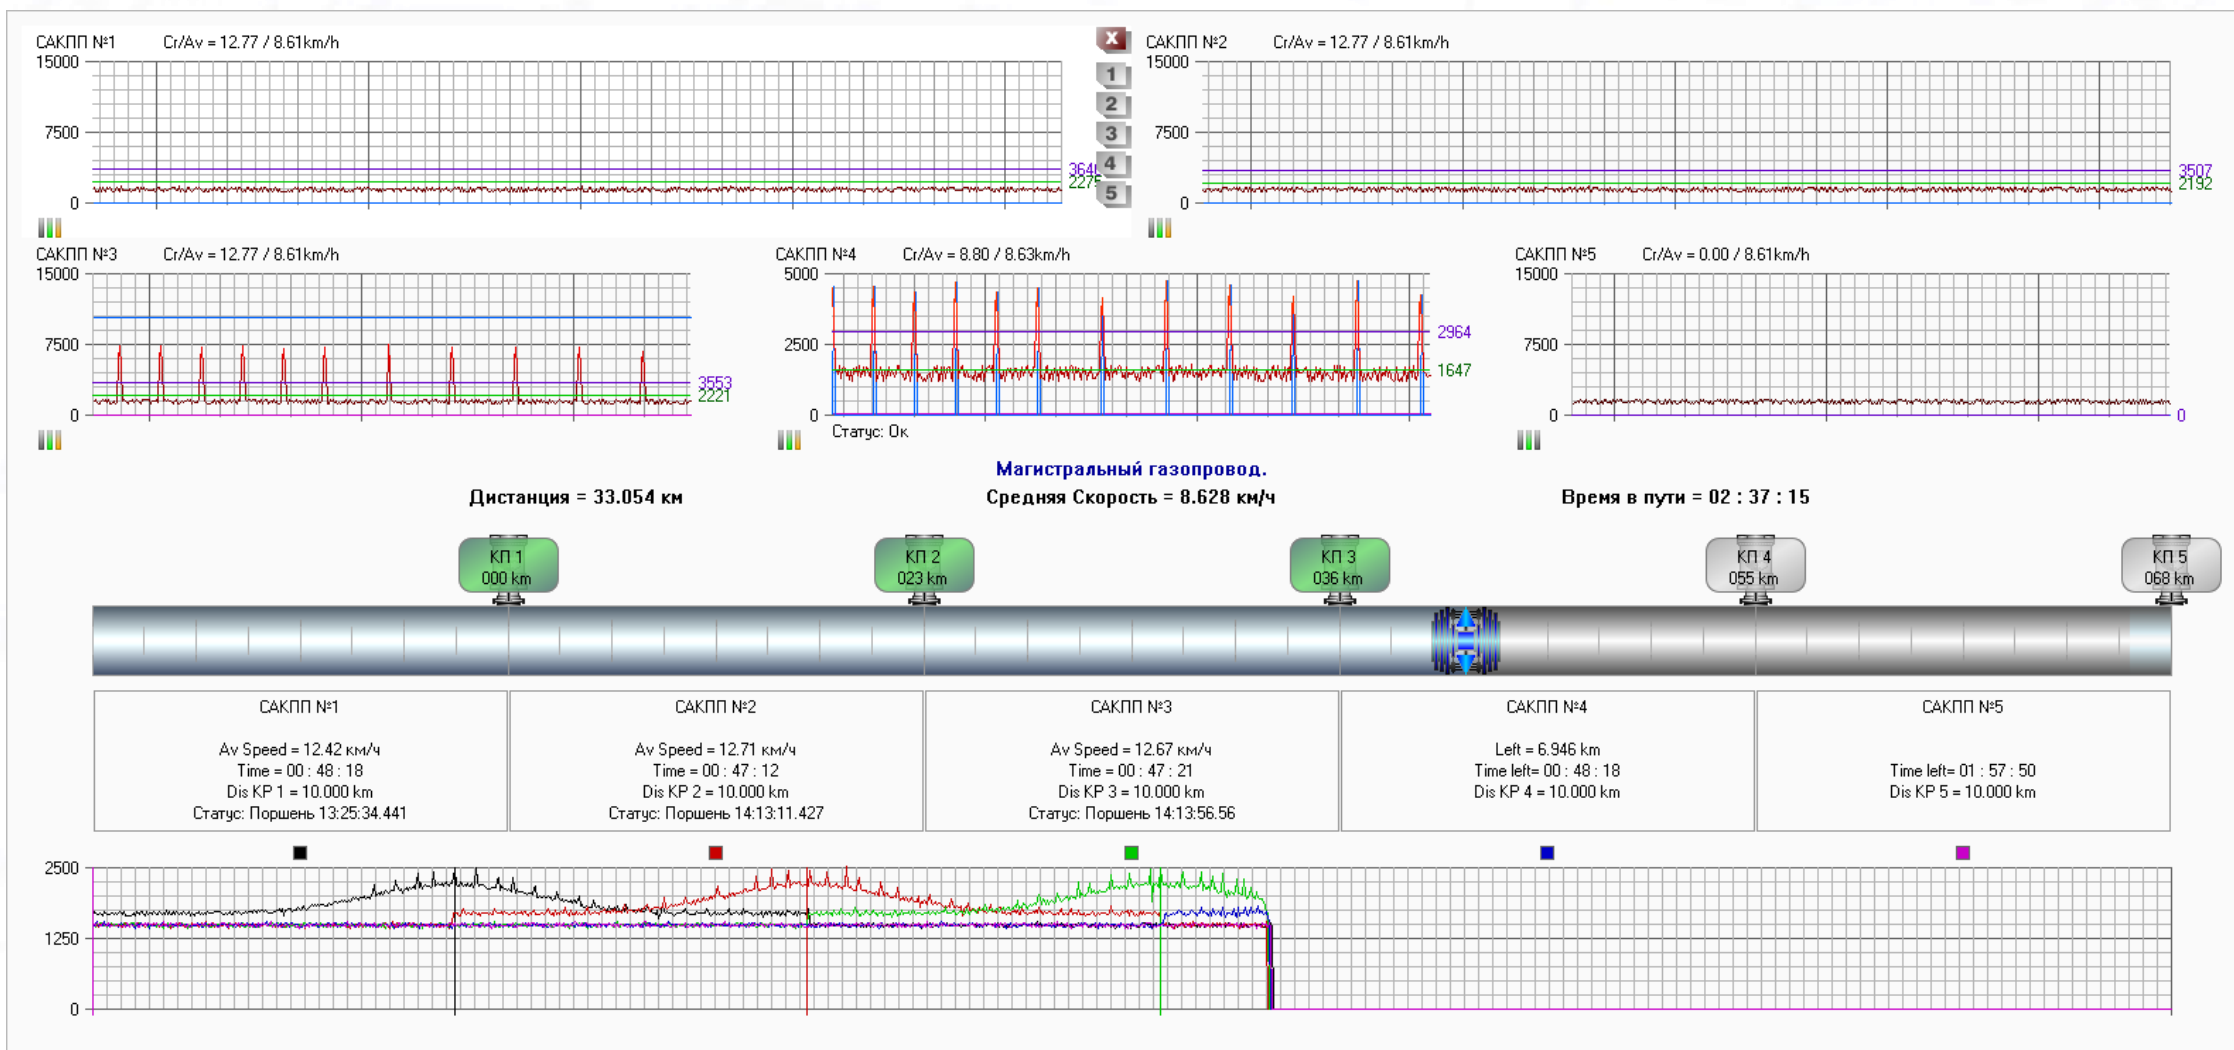 САКПП №1 Cr/Av = 12.77 / 8.61km/h
15000
7500
0
2275
X
1
2
3
4
5
САКПП №2 Cr/Av = 12.77 / 8.61km/h
15000
7500
0
3507
2192
САКПП №3 Cr/Av = 12.77 / 8.61km/h
15000
7500
0
3553
2221
САКПП №4 Cr/Av = 8.80 / 8.63km/h
5000
2500
0
2964
1647
Статус: Ок
САКПП №5 Cr/Av = 0.00 / 8.61km/h
15000
7500
0
0
Магистральный газопровод.
Дистанция = 33.054 км
Средняя Скорость = 8.628 км/ч
Время в пути = 02 : 37 : 15
КП 1
000 km
КП 2
023 km
КП 3
036 km
КП 4
055 km
КП 5
068 km
САКПП №1
Av Speed = 12.42 км/ч
Time = 00 : 48 : 18
Dis KP 1 = 10.000 km
Статус: Поршень 13:25:34.441
САКПП №2
Av Speed = 12.71 км/ч
Time = 00 : 47 : 12
Dis KP 2 = 10.000 km
Статус: Поршень 14:13:11.427
САКПП №3
Av Speed = 12.67 км/ч
Time = 00 : 47 : 21
Dis KP 3 = 10.000 km
Статус: Поршень 14:13:56.56
САКПП №4
Left = 6.946 km
Time left= 00 : 48 : 18
Dis KP 4 = 10.000 km
САКПП №5
Time left= 01 : 57 : 50
Dis KP 5 = 10.000 km
2500
1250
0